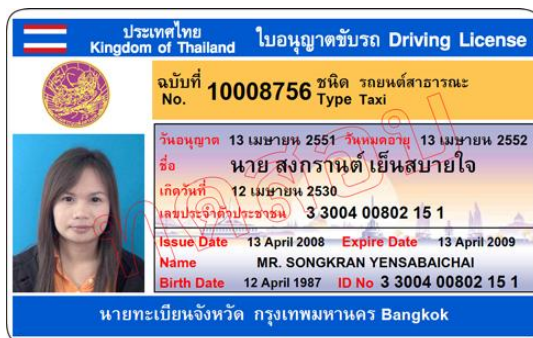 ประเทศไทย
Kingdom of Thailand
ใบอนุญาตขับรถ Driving License
ฉบับที่ 10008756 ชนิด รถยนต์สาธารณะ
No. Type Taxi
วันอนุญาต 13 เมษายน 2551 วันหมดอายุ 13 เมษายน 2552
ชื่อ นาย สงกรานต์ เย็นสบายใจ
เกิดวันที่ 12 เมษายน 2530
เลขประจำตัวประชาชน 3 3004 00802 15 1
Issue Date 13 April 2008 Expire Date 13 April 2009
Name MR. SONGKRAN YENSABAICHAI
Birth Date 12 April 1987 ID No 3 3004 00802 15 1
นายทะเบียนจังหวัด กรุงเทพมหานคร Bangkok